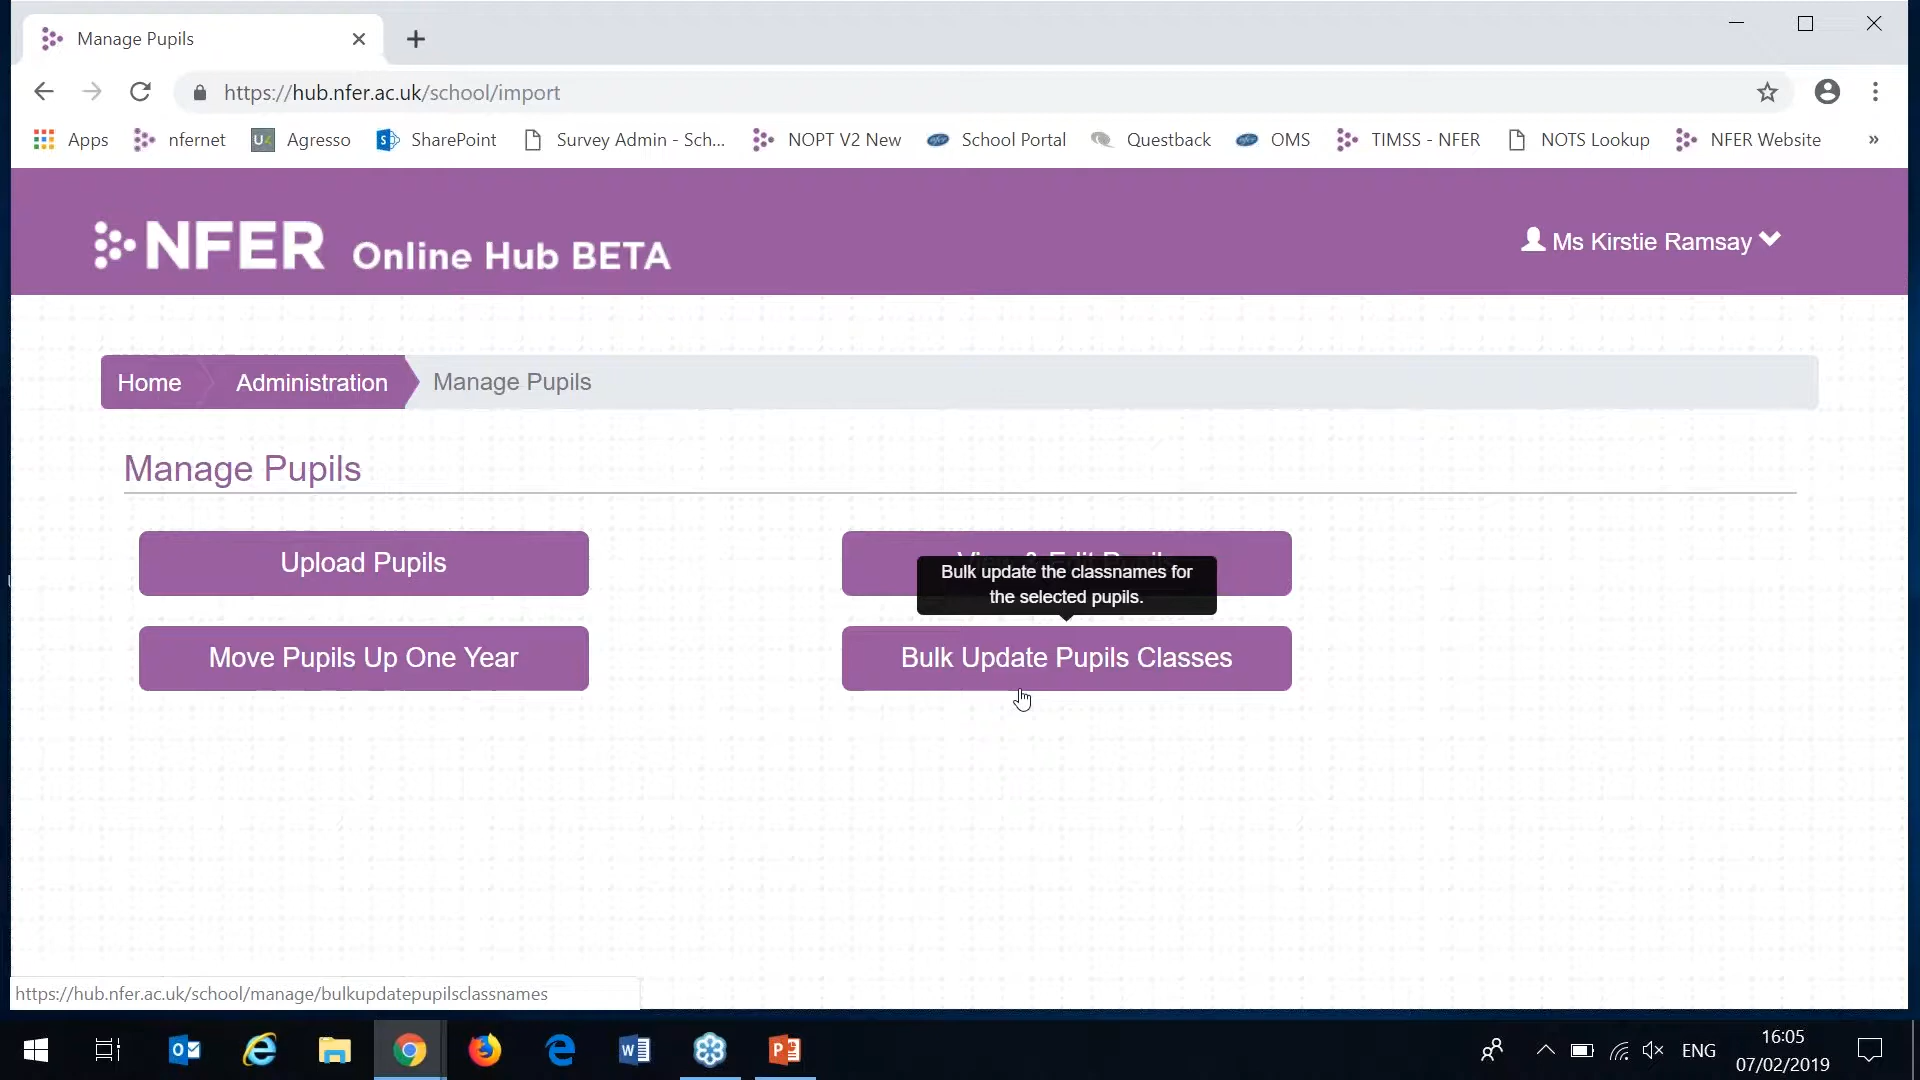 Manage Pupils
https://hub.nfer.ac.uk/school/import
Apps
nfernet
Agresso
SharePoint
Survey Admin - Sch...
NOPT V2 New
School Portal
Questback
OMS
TIMSS - NFER
NOTS Lookup
NFER Website
»
NFER Online Hub BETA
Ms Kirstie Ramsay
Home
Administration
Manage Pupils
Manage Pupils
Upload Pupils
View & Edit Pupils
Bulk update the classnames for
the selected pupils.
Move Pupils Up One Year
Bulk Update Pupils Classes
https://hub.nfer.ac.uk/school/manage/bulkupdatepupilsclassnames
ENG
16:05
07/02/2019